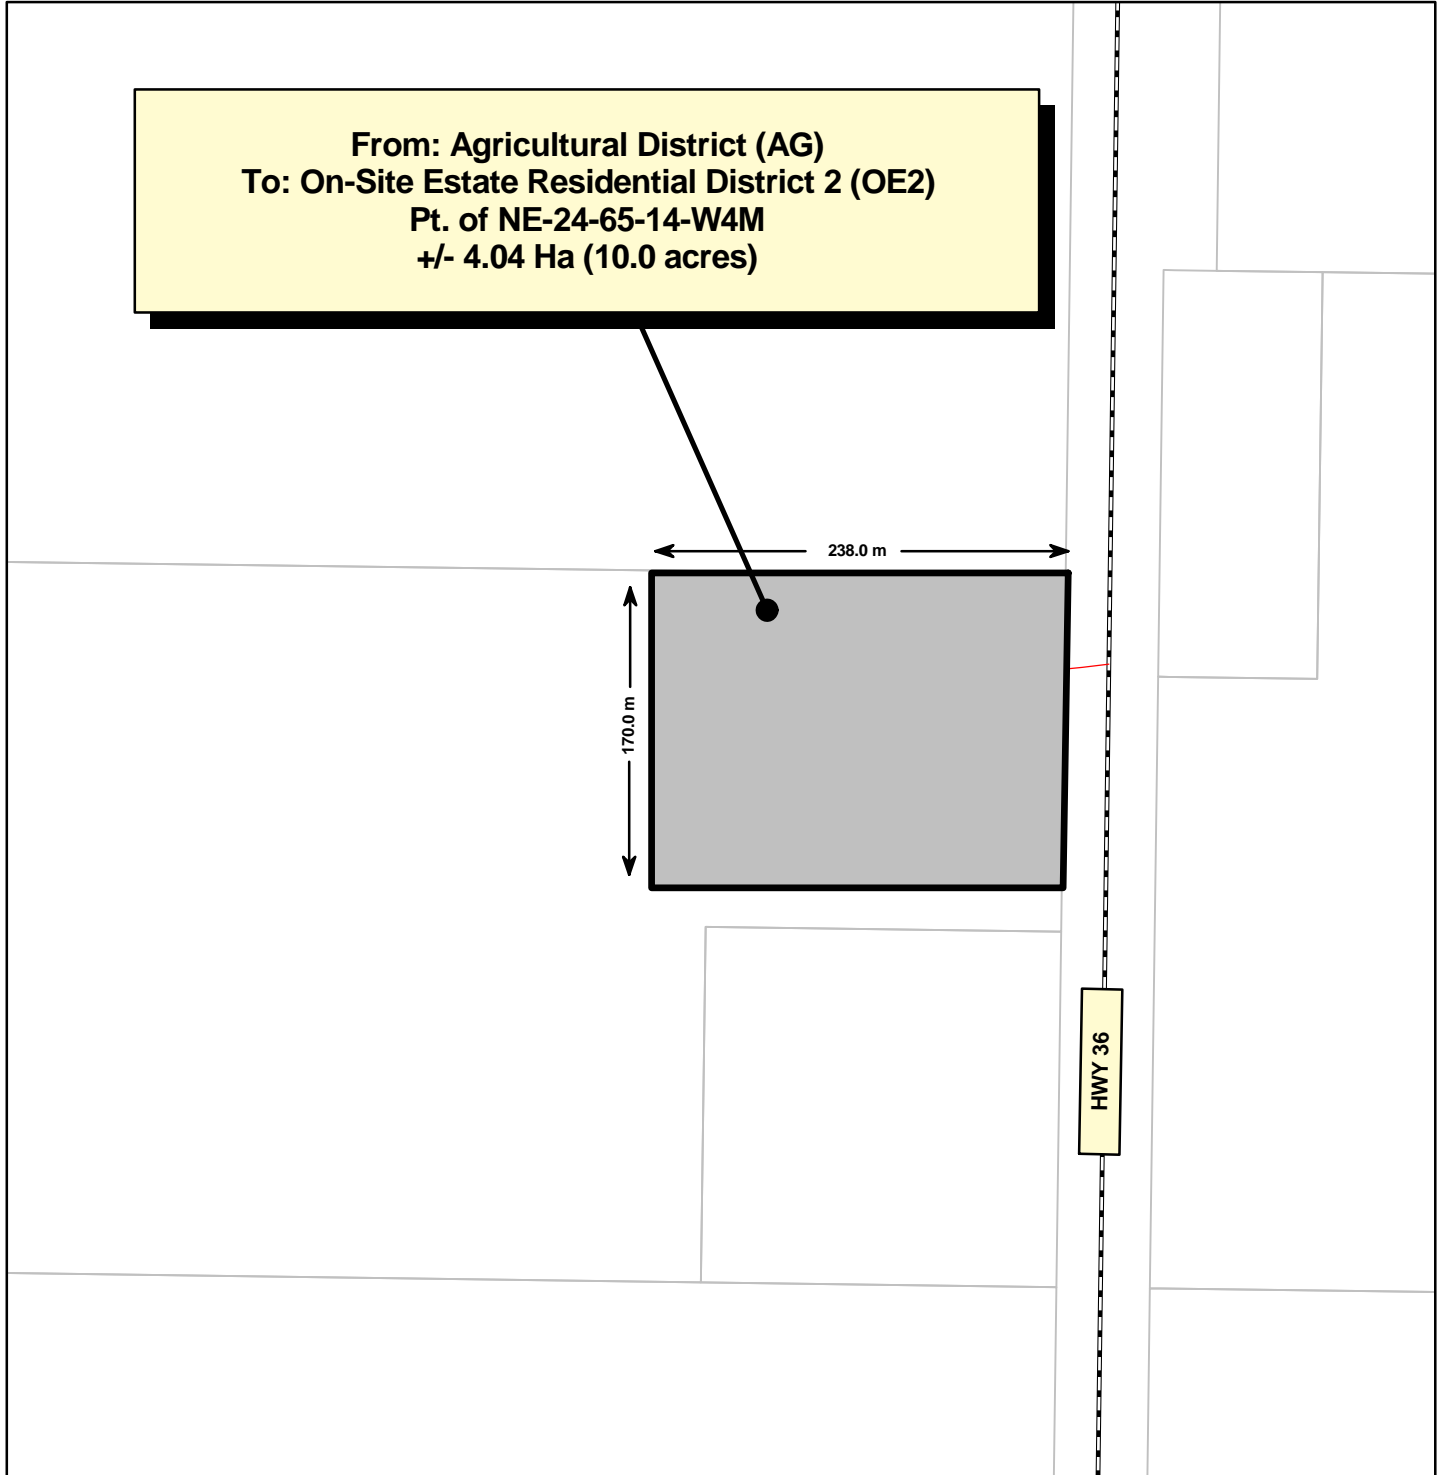 From: Agricultural District (AG)
To: On-Site Estate Residential District 2 (OE2)
Pt. of NE-24-65-14-W4M
+/- 4.04 Ha (10.0 acres)
238.0 m
170.0 m
HWY 36